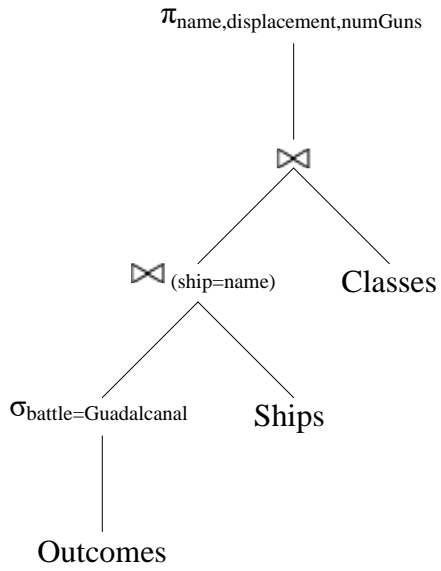 π name,displacement,numGuns
⋈
⋈ (ship=name)
Classes
σ battle=Guadalcanal
Ships
Outcomes